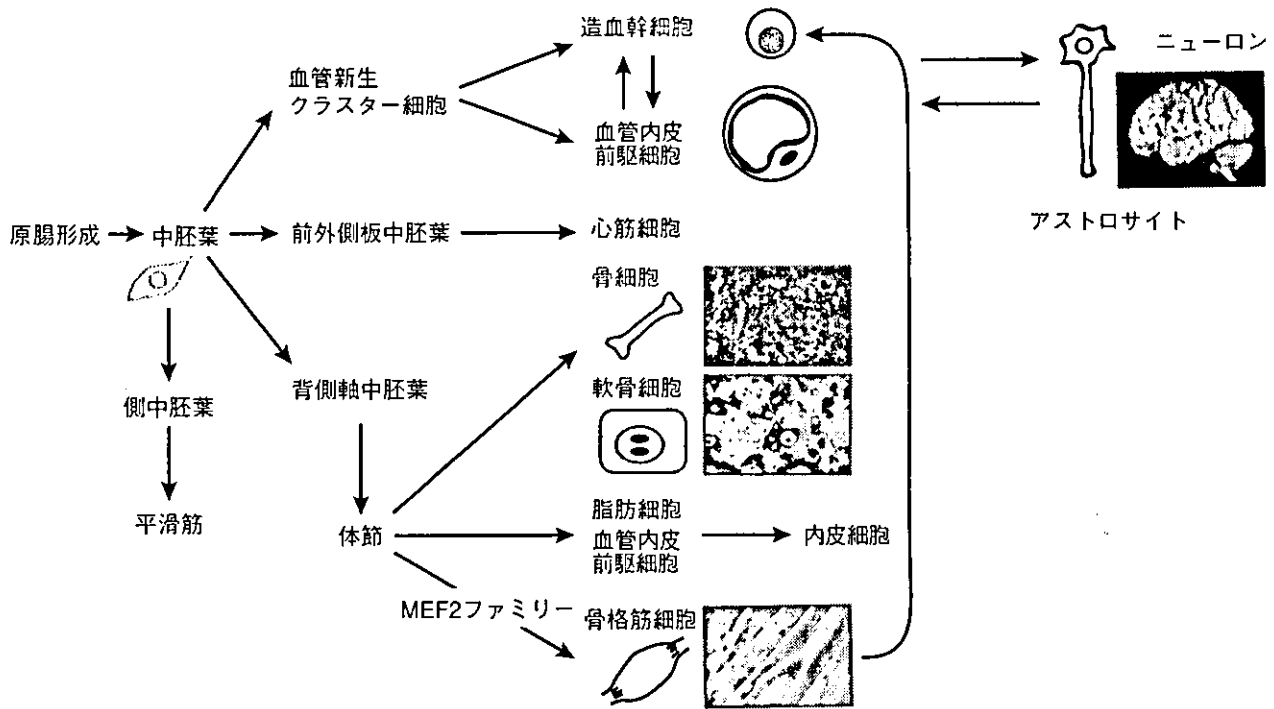 造血幹細胞
ニューロン
血管新生
クラスター細胞
血管内皮
前駆細胞
アストロサイト
原腸形成
中胚葉
前外側板中胚葉
心筋細胞
骨細胞
側中胚葉
背側軸中胚葉
軟骨細胞
平滑筋
体節
脂肪細胞
血管内皮
前駆細胞
内皮細胞
MEF2ファミリー
骨格筋細胞